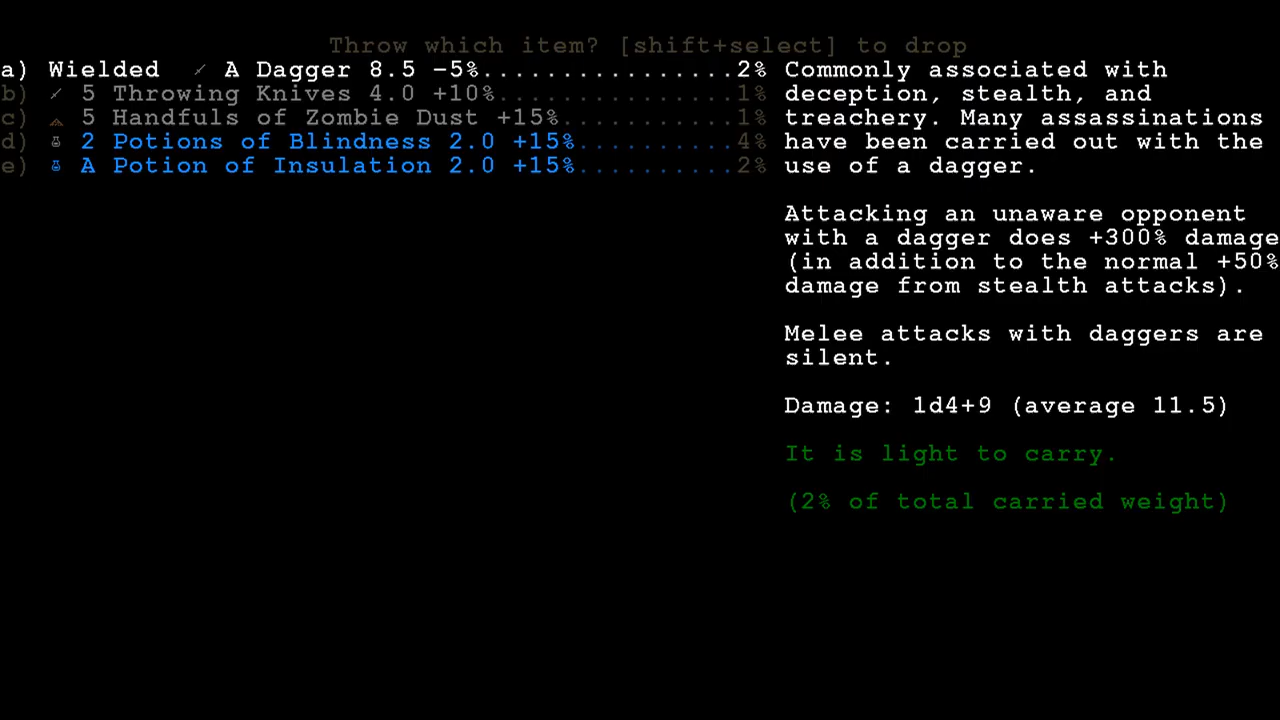 Throw which item? [shift+select] to drop
a) Wielded A Dagger 8.5 -5%................2%
b) 5 Throwing Knives 4.0 +10%...............1%
c) 5 Handfuls of Zombie Dust +15%...........1%
d) 2 Potions of Blindness 2.0 +15%..........4%
e) A Potion of Insulation 2.0 +15%..........2%
Commonly associated with
deception, stealth, and
treachery. Many assassinations
have been carried out with the
use of a dagger.
Attacking an unaware opponent
with a dagger does +300% damage
(in addition to the normal +50%
damage from stealth attacks).
Melee attacks with daggers are
silent.
Damage: 1d4+9 (average 11.5)
It is light to carry.
(2% of total carried weight)